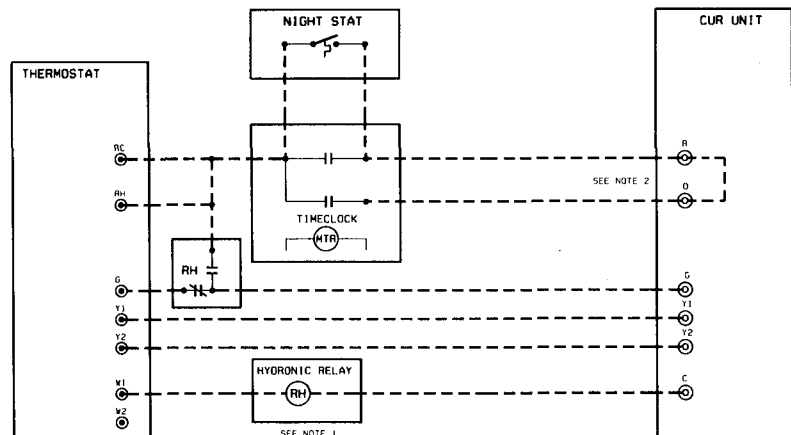 NIGHT STAT
CUR UNIT
THERMOSTAT
RC
R
RH
SEE NOTE 2
O
TIMECLOCK
MTR
RH
G
G
Y1
Y1
Y2
Y2
HYDRONIC RELAY
W1
RH
C
W2
SEE NOTE 1